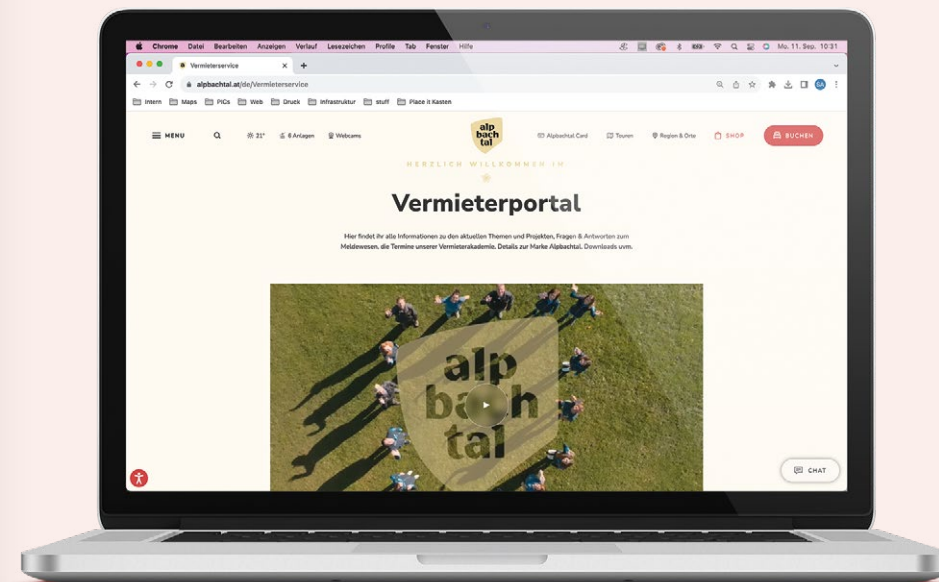 Chrome Datei Bearbeiten Anzeigen Verlauf Lesezeichen Profile Tab Fenster Hilfe Mo. 11. Sep. 10:31
Vermieterservice
alpbachtal.at/de/Vermieterservice SA
Intern Maps PIGs Web Druck Infrastruktur stuff Place it Kasten
MENU 21° 6 Anlagen Webcams alp bach tal Alpbachtal Card Touren Region & Orte SHOP BUCHEN
HERZLICH WILLKOMMEN IM
Vermieterportal
Hier findet ihr alle Informationen zu den aktuellen Themen und Projekten, Fragen & Antworten zum
Meldewesen, die Termine unserer Vermieterakademie. Details zur Marke Alpbachtal, Downloads uvm.
alp
bach
tal
CHAT